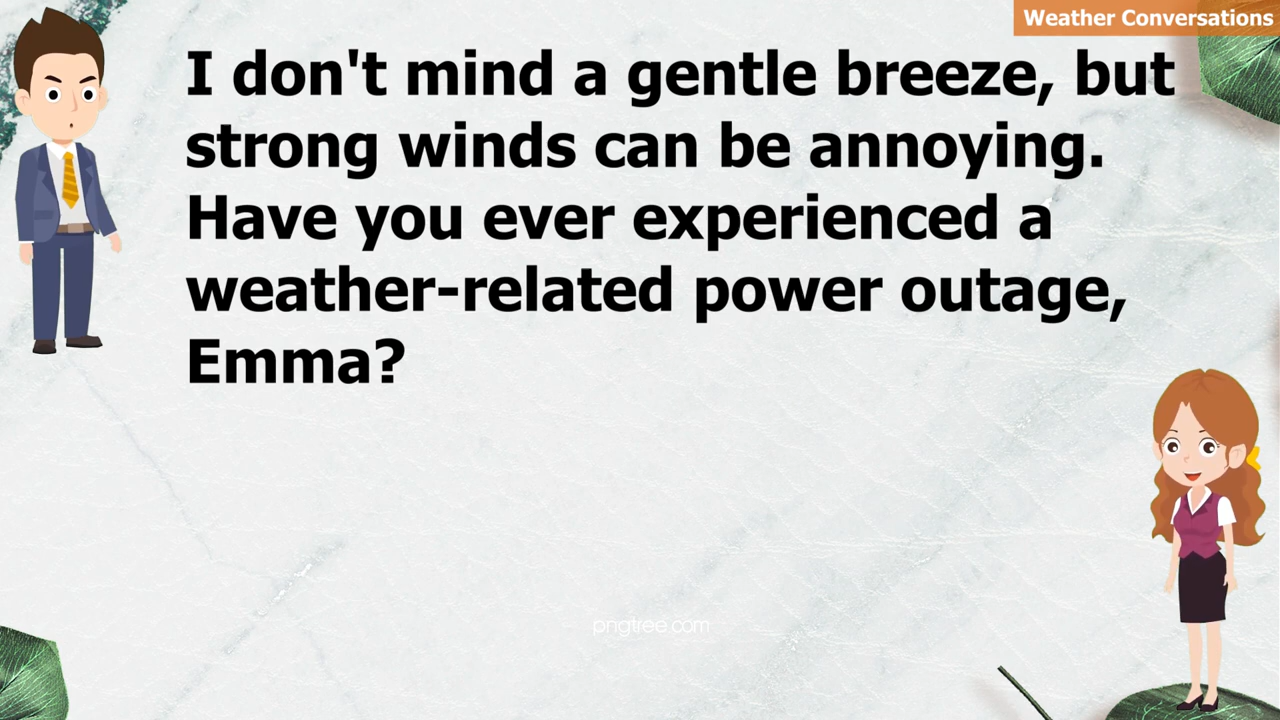 Weather Conversations
I don't mind a gentle breeze, but
strong winds can be annoying.
Have you ever experienced a
weather-related power outage,
Emma?
pngtree.com